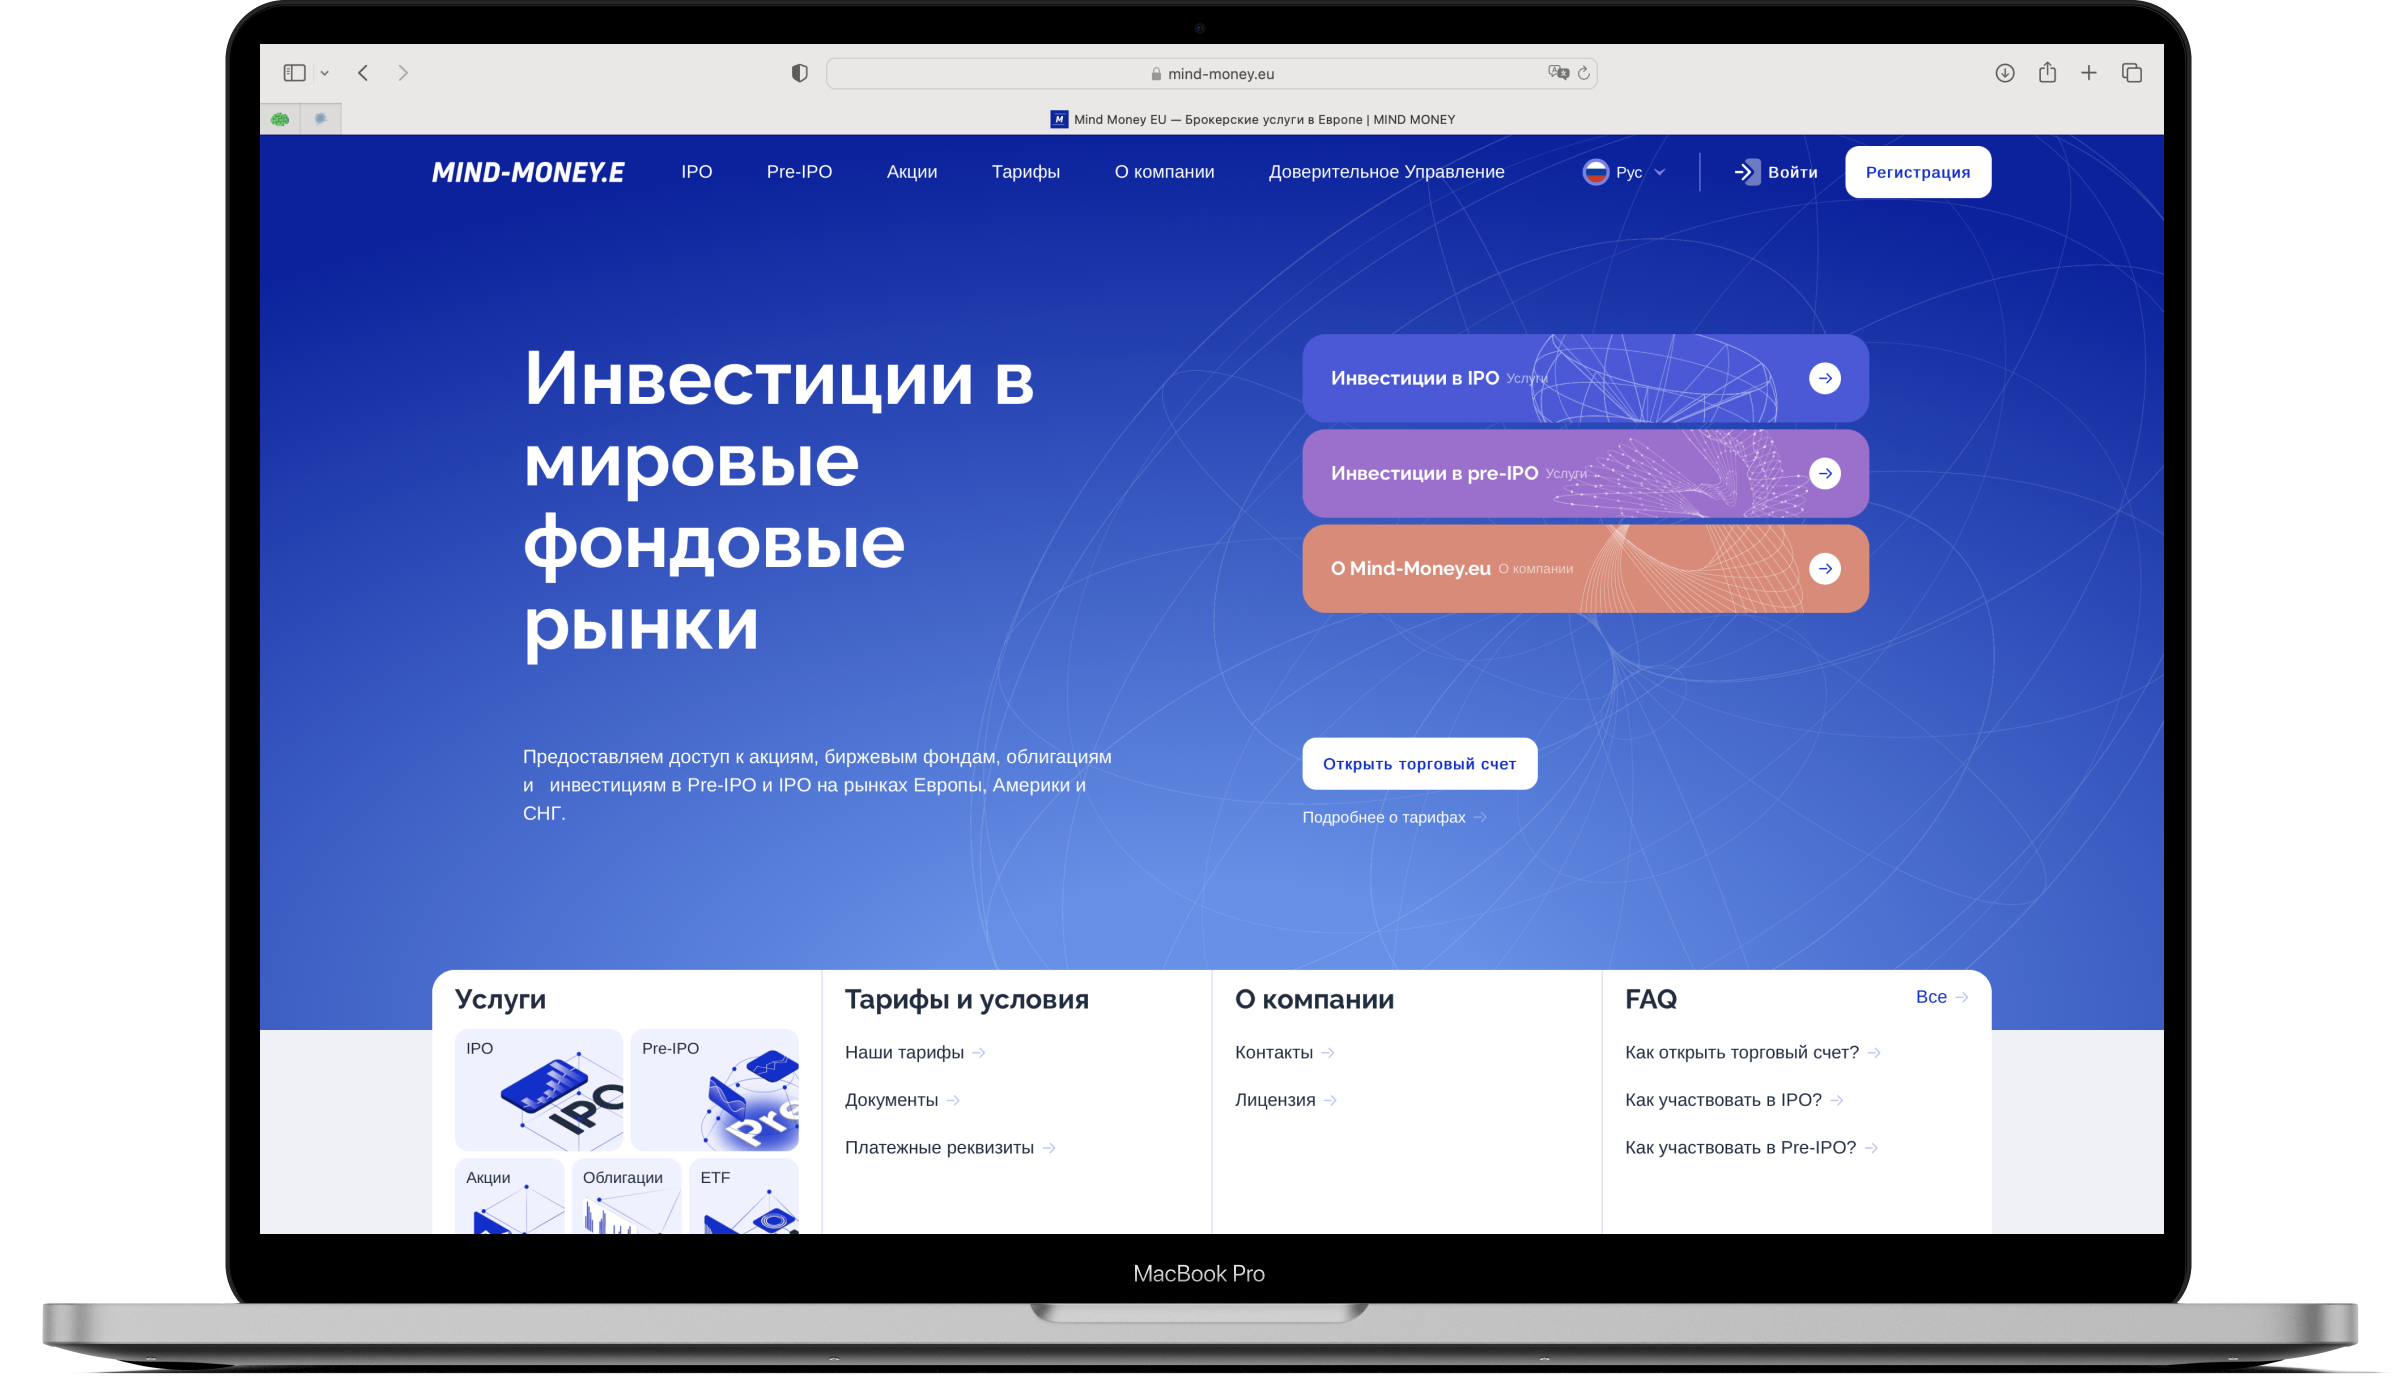 mind-money.eu
Mind Money EU — Брокерские услуги в Европе | MIND MONEY
MIND-MONEY.E
IPO
Pre-IPO
Акции
Тарифы
О компании
Доверительное Управление
Рус
Войти
Регистрация
Инвестиции в
мировые
фондовые
рынки
Инвестиции в IPO Услуги
Инвестиции в pre-IPO Услуги
О Mind-Money.eu О компании
Предоставляем доступ к акциям, биржевым фондам, облигациям
и инвестициям в Pre-IPO и IPO на рынках Европы, Америки и
СНГ.
Открыть торговый счет
Подробнее о тарифах
Услуги
IPO
IPO
Pre-IPO
Pre
Акции
Облигации
ETF
Тарифы и условия
Наши тарифы
Документы
Платежные реквизиты
О компании
Контакты
Лицензия
FAQ
Все
Как открыть торговый счет?
Как участвовать в IPO?
Как участвовать в Pre-IPO?
MacBook Pro